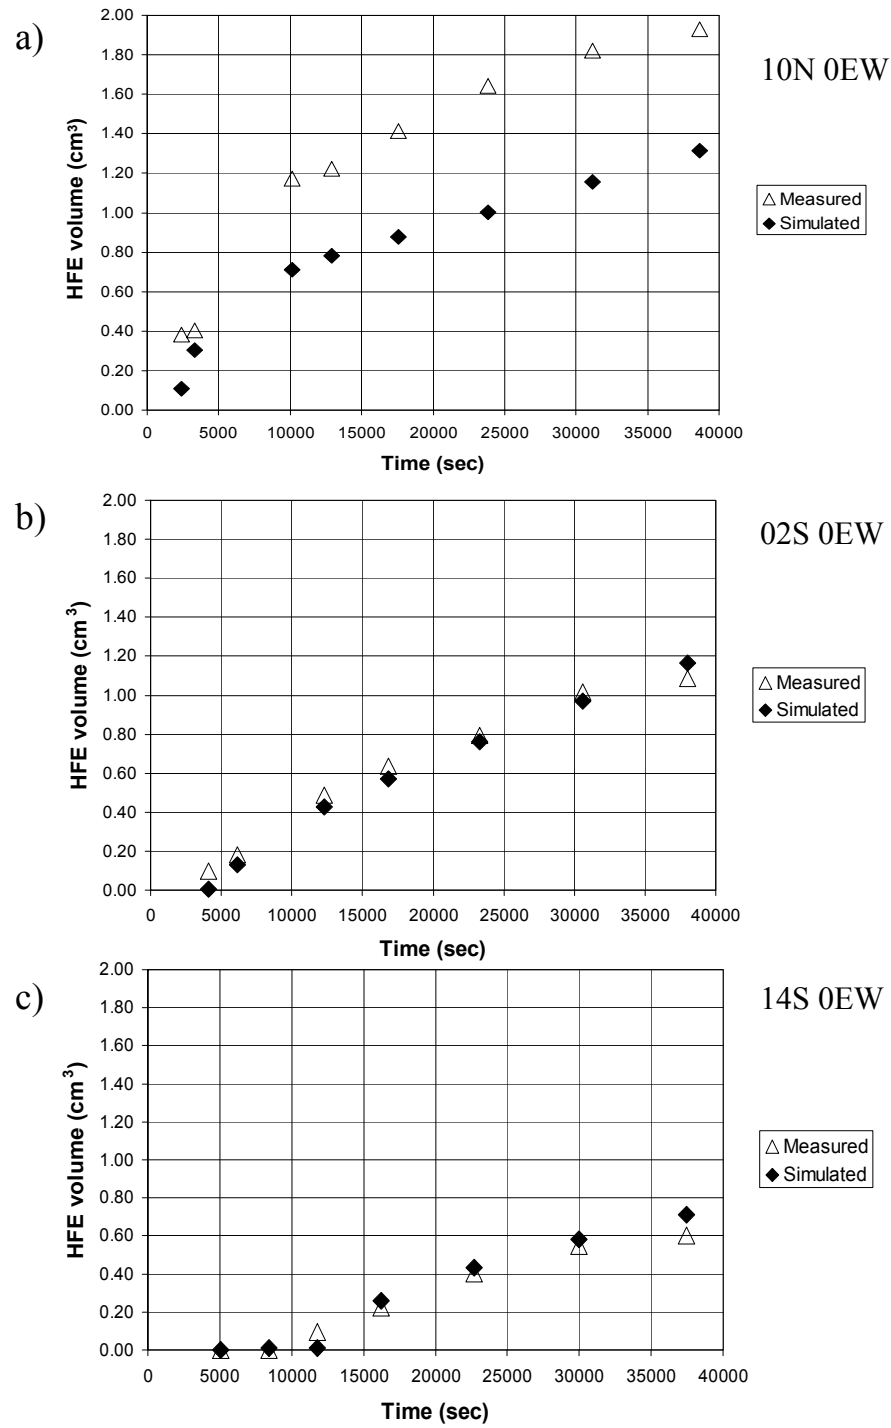 a)
10N 0EW
HFE volume (cm³)
2.00
1.80
1.60
1.40
1.20
1.00
0.80
0.60
0.40
0.20
0.00
0 5000 10000 15000 20000 25000 30000 35000 40000
Time (sec)
Measured
Simulated
b)
02S 0EW
HFE volume (cm³)
2.00
1.80
1.60
1.40
1.20
1.00
0.80
0.60
0.40
0.20
0.00
0 5000 10000 15000 20000 25000 30000 35000 40000
Time (sec)
Measured
Simulated
c)
14S 0EW
HFE volume (cm³)
2.00
1.80
1.60
1.40
1.20
1.00
0.80
0.60
0.40
0.20
0.00
0 5000 10000 15000 20000 25000 30000 35000 40000
Time (sec)
Measured
Simulated